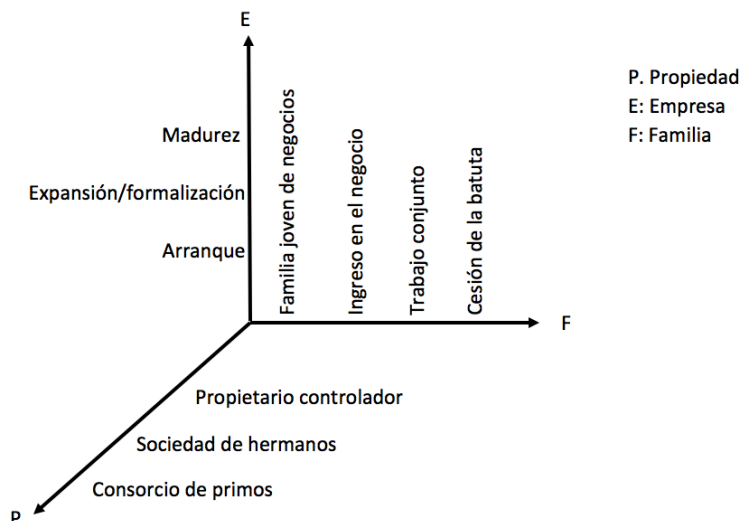 E
P. Propiedad
E: Empresa
F: Familia
Madurez
Expansión/formalización
Arranque
Familia joven de negocios
Ingreso en el negocio
Trabajo conjunto
Cesión de la batuta
F
Propietario controlador
Sociedad de hermanos
Consorcio de primos
P